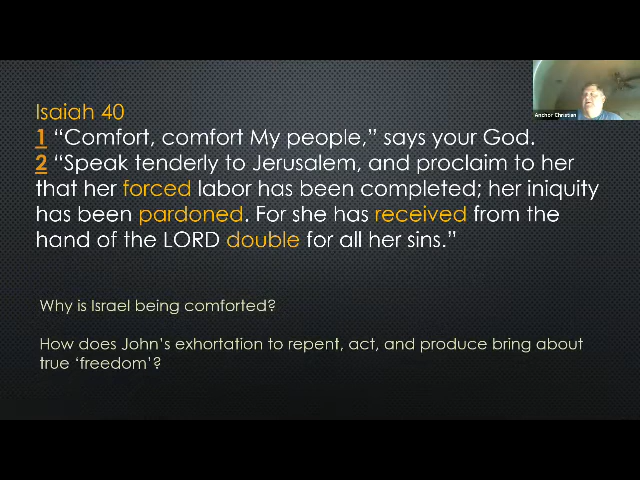 Anchor Christian
Isaiah 40
1 “Comfort, comfort My people,” says your God.
2 “Speak tenderly to Jerusalem, and proclaim to her
that her forced labor has been completed; her iniquity
has been pardoned. For she has received from the
hand of the LORD double for all her sins.”
Why is Israel being comforted?
How does John’s exhortation to repent, act, and produce bring about
true ‘freedom’?